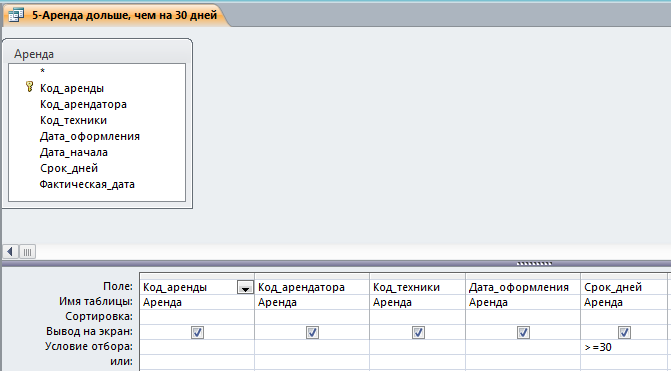 5-Аренда дольше, чем на 30 дней
Аренда
*
Код_аренды
Код_арендатора
Код_техники
Дата_оформления
Дата_начала
Срок_дней
Фактическая_дата
Поле: Код_аренды Код_арендатора Код_техники Дата_оформления Срок_дней
Имя таблицы: Аренда Аренда Аренда Аренда Аренда
Сортировка:
Вывод на экран:
Условие отбора: >=30
или: